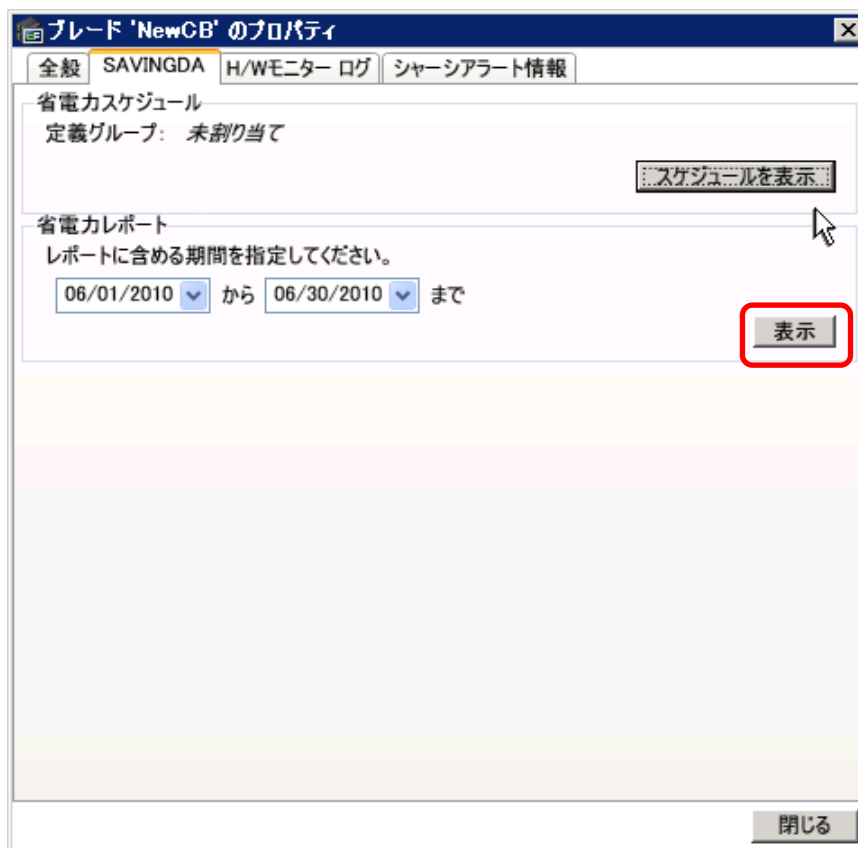 ブレード 'NewCB' のプロパティ
全般 SAVINGDA H/Wモニター ログ シャーシアラート情報
省電力スケジュール
定義グループ: 未割り当て
スケジュールを表示
省電力レポート
レポートに含める期間を指定してください。
06/01/2010 から 06/30/2010 まで
表示
閉じる